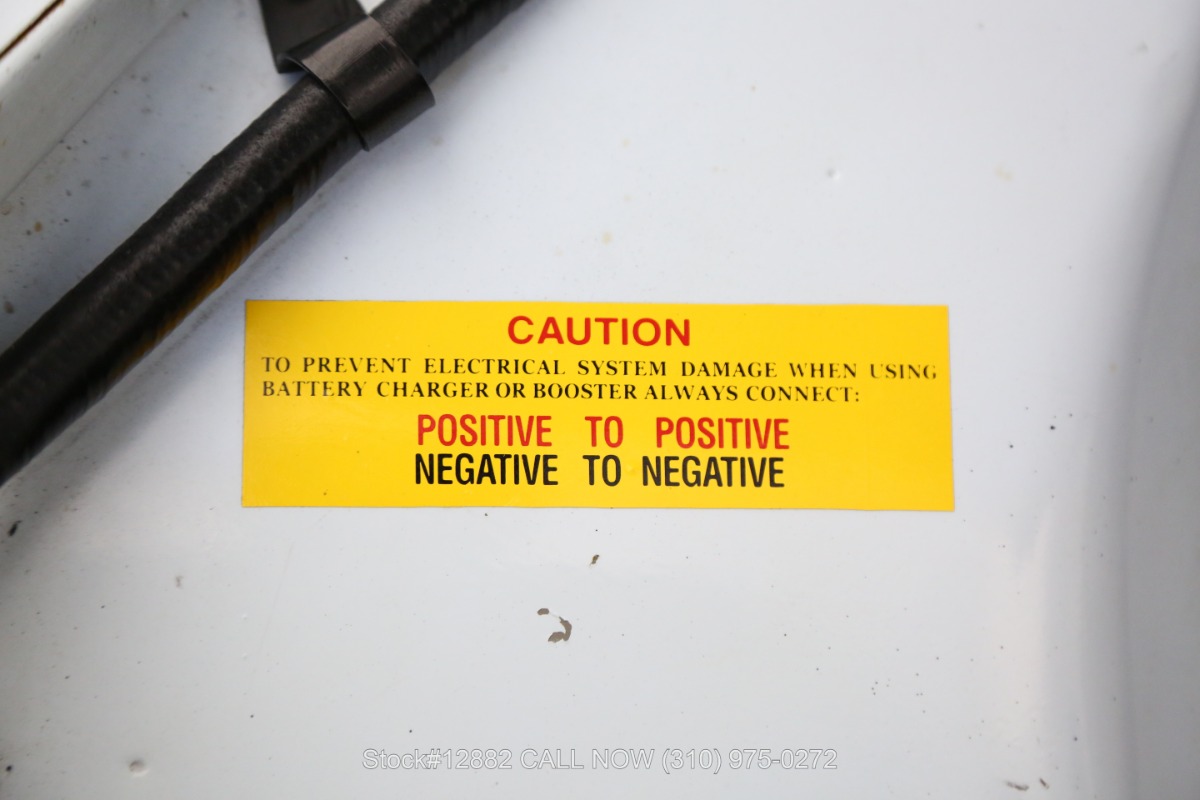 CAUTION
TO PREVENT ELECTRICAL SYSTEM DAMAGE WHEN USING
BATTERY CHARGER OR BOOSTER ALWAYS CONNECT:
POSITIVE TO POSITIVE
NEGATIVE TO NEGATIVE
Stock#12882 CALL NOW (310) 975-0272